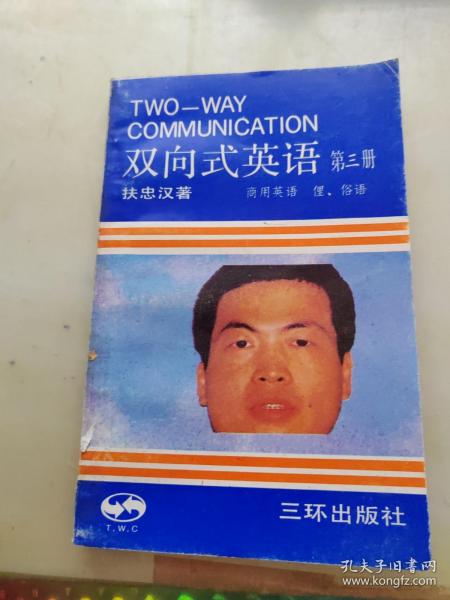 TWO—WAY
COMMUNICATION
双向式英语 第三册
扶忠汉著 商用英语 俚、俗语
T.W.C
三环出版社
孔夫子旧书网
www.kongfz.com